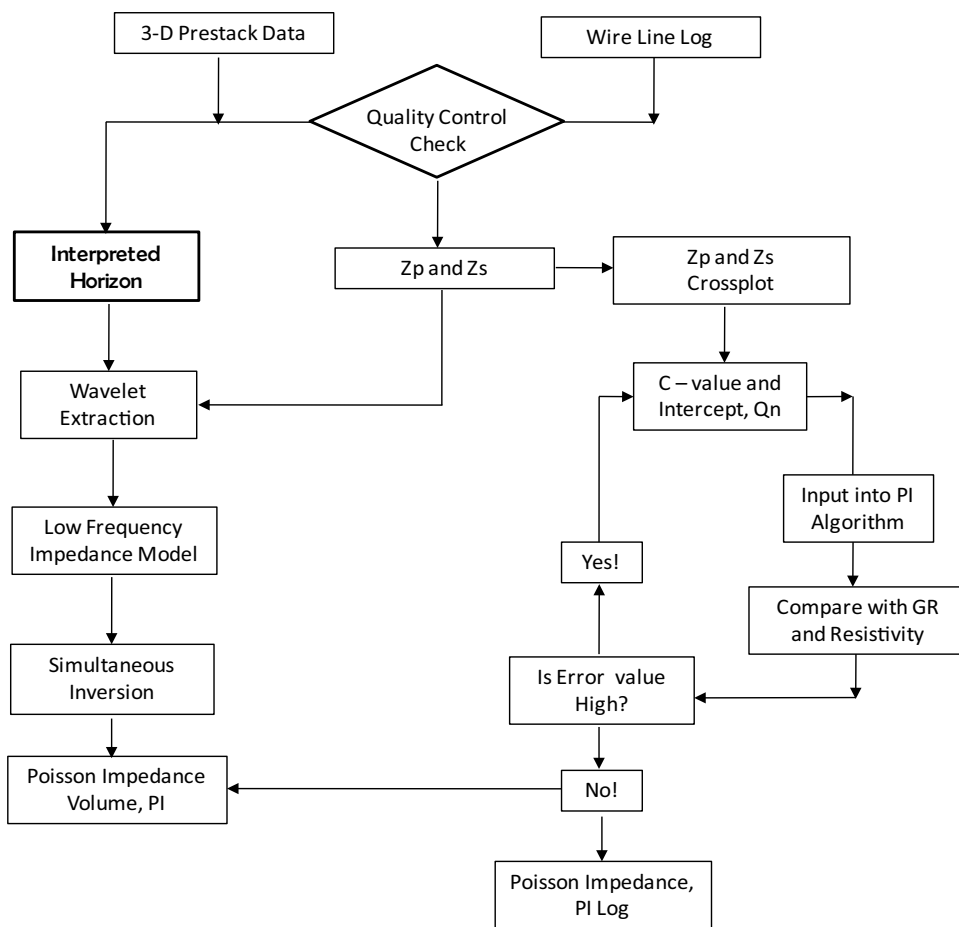 3-D Prestack Data
Wire Line Log
Quality Control
Check
Interpreted
Horizon
Zp and Zs
Zp and Zs
Crossplot
Wavelet
Extraction
C – value and
Intercept, Qn
Input into PI
Algorithm
Low Frequency
Impedance Model
Yes!
Compare with GR
and Resistivity
Simultaneous
Inversion
Is Error value
High?
Poisson Impedance
Volume, PI
No!
Poisson Impedance,
PI Log